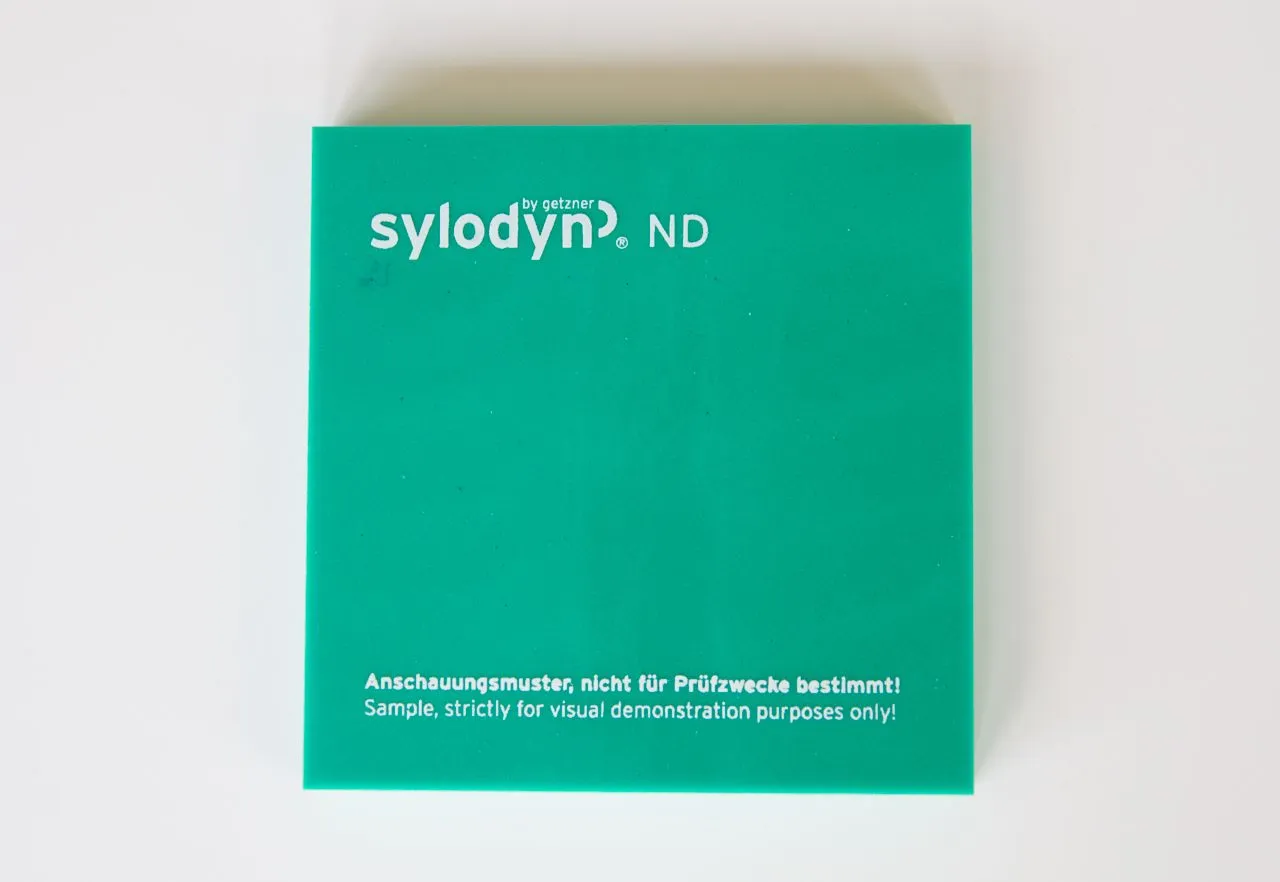 by getzner
sylodyn® ND
Anschauungsmuster, nicht für Prüfzwecke bestimmt!
Sample, strictly for visual demonstration purposes only!